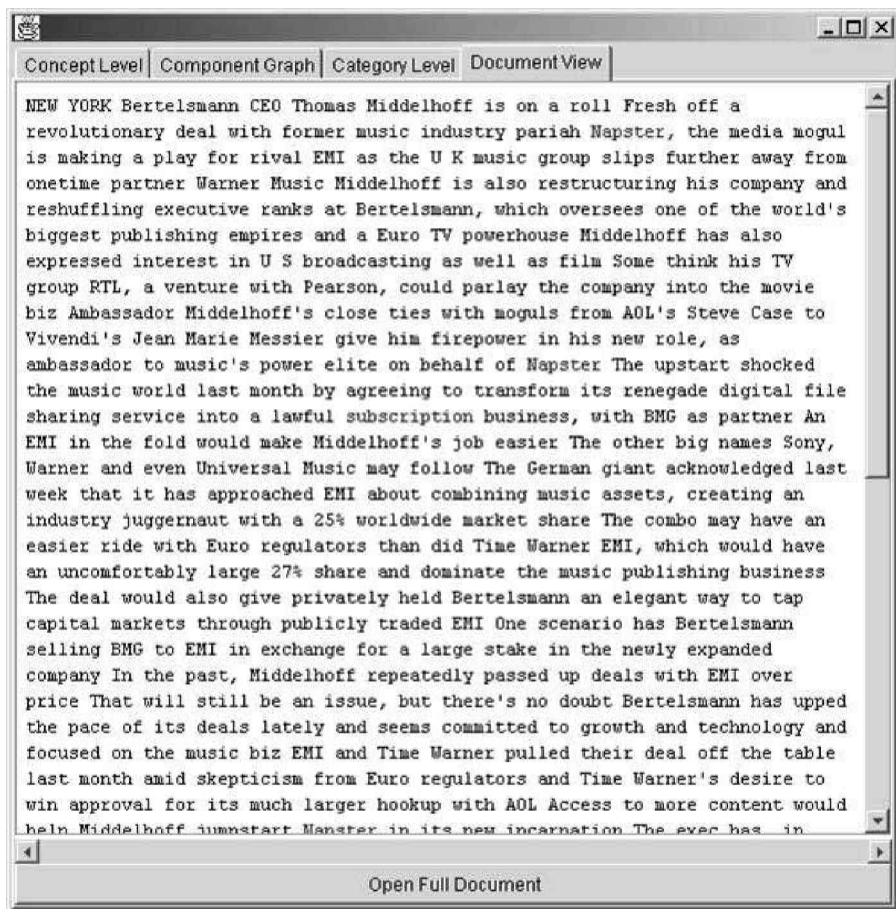 Concept Level Component Graph Category Level Document View
NEW YORK Bertelsmann CEO Thomas Middelhoff is on a roll Fresh off a
revolutionary deal with former music industry pariah Napster, the media mogul
is making a play for rival EMI as the U K music group slips further away from
onetime partner Warner Music Middelhoff is also restructuring his company and
reshuffling executive ranks at Bertelsmann, which oversees one of the world's
biggest publishing empires and a Euro TV powerhouse Middelhoff has also
expressed interest in U S broadcasting as well as film Some think his TV
group RTL, a venture with Pearson, could parlay the company into the movie
biz Ambassador Middelhoff's close ties with moguls from AOL's Steve Case to
Vivendi's Jean Marie Messier give him firepower in his new role, as
ambassador to music's power elite on behalf of Napster The upstart shocked
the music world last month by agreeing to transform its renegade digital file
sharing service into a lawful subscription business, with BMG as partner An
EMI in the fold would make Middelhoff's job easier The other big names Sony,
Warner and even Universal Music may follow The German giant acknowledged last
week that it has approached EMI about combining music assets, creating an
industry juggernaut with a 25% worldwide market share The combo may have an
easier ride with Euro regulators than did Time Warner EMI, which would have
an uncomfortably large 27% share and dominate the music publishing business
The deal would also give privately held Bertelsmann an elegant way to tap
capital markets through publicly traded EMI One scenario has Bertelsmann
selling BMG to EMI in exchange for a large stake in the newly expanded
company In the past, Middelhoff repeatedly passed up deals with EMI over
price That will still be an issue, but there's no doubt Bertelsmann has upped
the pace of its deals lately and seems committed to growth and technology and
focused on the music biz EMI and Time Warner pulled their deal off the table
last month amid skepticism from Euro regulators and Time Warner's desire to
win approval for its much larger hookup with AOL Access to more content would
help Middelhoff jumpstart Napster in its new incarnation The exec has, in
Open Full Document